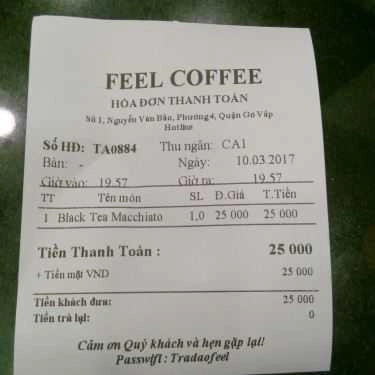 FEEL COFFEE
HÓA ĐƠN THANH TOÁN
Số 1, Nguyễn Văn Bảo, Phường 4, Quận Gò Vấp
Hotline
Số HĐ: TA0884 Thu ngân: CA1
Bàn: - Ngày: 10.03.2017
Giờ vào: 19.57 Giờ ra: 19.57
TT Tên món SL Đ.Giá T.Tiền
1 Black Tea Macchiato 1,0 25 000 25 000
Tiền Thanh Toán : 25 000
+ Tiền mặt VND 25 000
Tiền khách đưa: 25 000
Tiền trả lại: 0
Cảm ơn Quý khách và hẹn gặp lại!
Passwifi : Tradaofeel